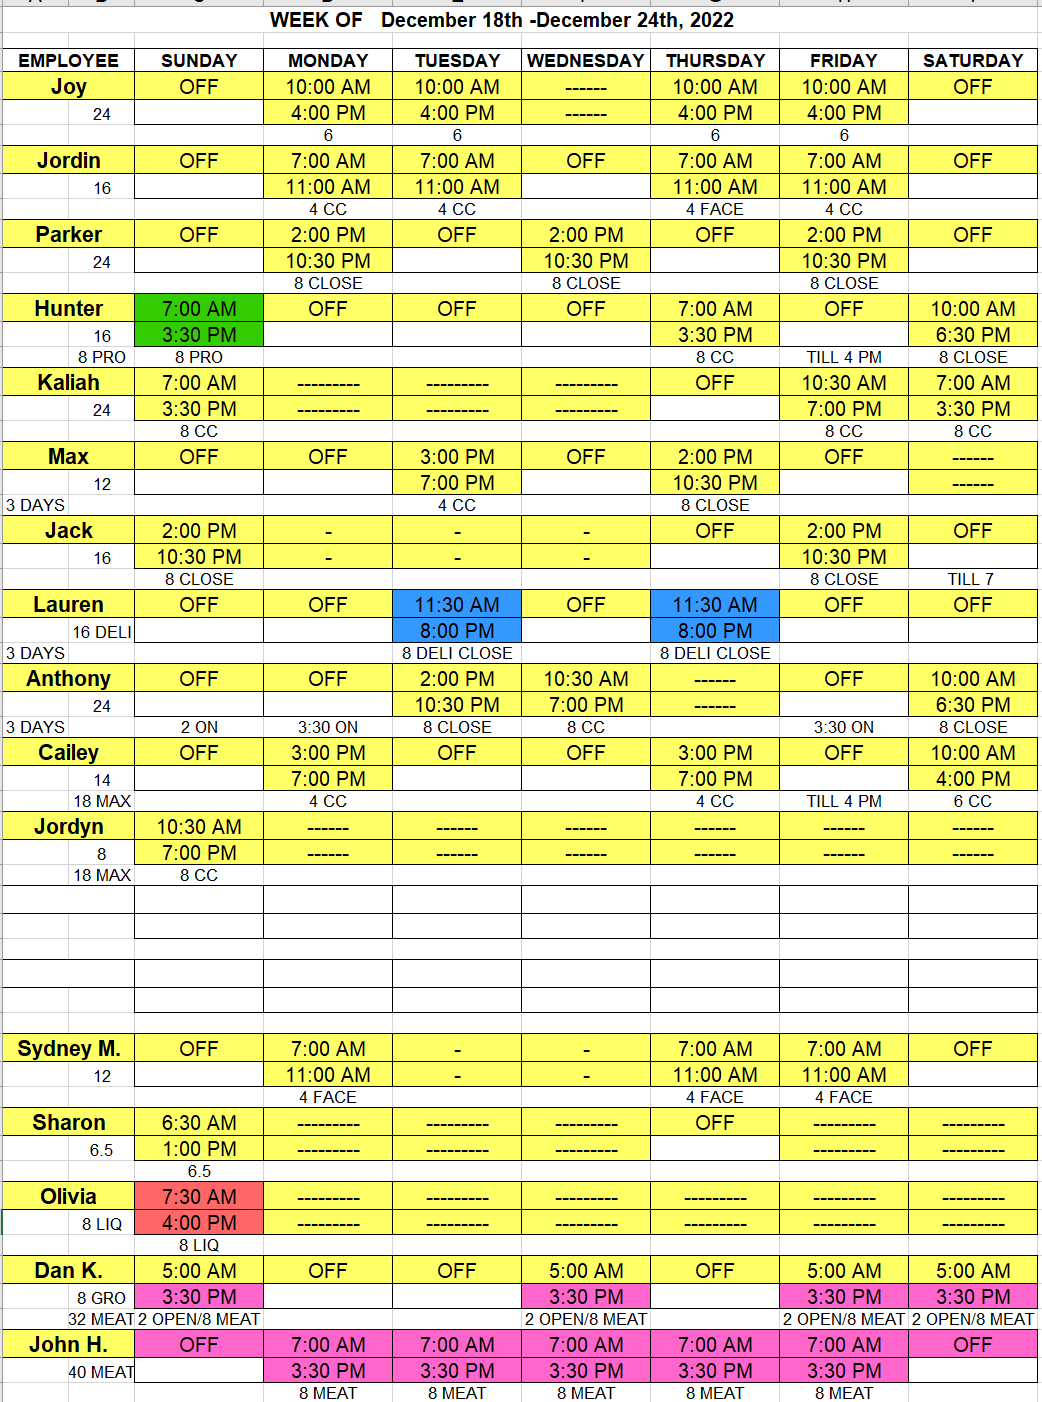 WEEK OF December 18th -December 24th, 2022
EMPLOYEE SUNDAY MONDAY TUESDAY WEDNESDAY THURSDAY FRIDAY SATURDAY
Joy OFF 10:00 AM 10:00 AM ------ 10:00 AM 10:00 AM OFF
24 4:00 PM 4:00 PM ------ 4:00 PM 4:00 PM
6 6 6 6
Jordin OFF 7:00 AM 7:00 AM OFF 7:00 AM 7:00 AM OFF
16 11:00 AM 11:00 AM 11:00 AM 11:00 AM
4 CC 4 CC 4 FACE 4 CC
Parker OFF 2:00 PM OFF 2:00 PM OFF 2:00 PM OFF
24 10:30 PM 10:30 PM 10:30 PM
8 CLOSE 8 CLOSE 8 CLOSE
Hunter 7:00 AM OFF OFF OFF 7:00 AM OFF 10:00 AM
16 3:30 PM 3:30 PM 6:30 PM
8 PRO 8 PRO 8 CC TILL 4 PM 8 CLOSE
Kaliah 7:00 AM --------- --------- --------- OFF 10:30 AM 7:00 AM
24 3:30 PM --------- --------- --------- 7:00 PM 3:30 PM
8 CC 8 CC 8 CC
Max OFF OFF 3:00 PM OFF 2:00 PM OFF ------
12 7:00 PM 10:30 PM ------
3 DAYS 4 CC 8 CLOSE
Jack 2:00 PM - - - OFF 2:00 PM OFF
16 10:30 PM - - - 10:30 PM
8 CLOSE 8 CLOSE TILL 7
Lauren OFF OFF 11:30 AM OFF 11:30 AM OFF OFF
16 DELI 8:00 PM 8:00 PM
3 DAYS 8 DELI CLOSE 8 DELI CLOSE
Anthony OFF OFF 2:00 PM 10:30 AM ------ OFF 10:00 AM
24 10:30 PM 7:00 PM ------ 6:30 PM
3 DAYS 2 ON 3:30 ON 8 CLOSE 8 CC 3:30 ON 8 CLOSE
Cailey OFF 3:00 PM OFF OFF 3:00 PM OFF 10:00 AM
14 7:00 PM 7:00 PM 4:00 PM
18 MAX 4 CC 4 CC TILL 4 PM 6 CC
Jordyn 10:30 AM ------ ------ ------ ------ ------ ------
8 7:00 PM ------ ------ ------ ------ ------ ------
18 MAX 8 CC
Sydney M. OFF 7:00 AM - - 7:00 AM 7:00 AM OFF
12 11:00 AM - - 11:00 AM 11:00 AM
4 FACE 4 FACE 4 FACE
Sharon 6:30 AM --------- --------- --------- OFF --------- ---------
6.5 1:00 PM --------- --------- --------- --------- ---------
6.5
Olivia 7:30 AM --------- --------- --------- --------- --------- ---------
8 LIQ 4:00 PM --------- --------- --------- --------- --------- ---------
8 LIQ
Dan K. 5:00 AM OFF OFF 5:00 AM OFF 5:00 AM 5:00 AM
8 GRO 3:30 PM 3:30 PM 3:30 PM 3:30 PM
32 MEAT 2 OPEN/8 MEAT 2 OPEN/8 MEAT 2 OPEN/8 MEAT 2 OPEN/8 MEAT
John H. OFF 7:00 AM 7:00 AM 7:00 AM 7:00 AM 7:00 AM OFF
40 MEAT 3:30 PM 3:30 PM 3:30 PM 3:30 PM 3:30 PM
8 MEAT 8 MEAT 8 MEAT 8 MEAT 8 MEAT